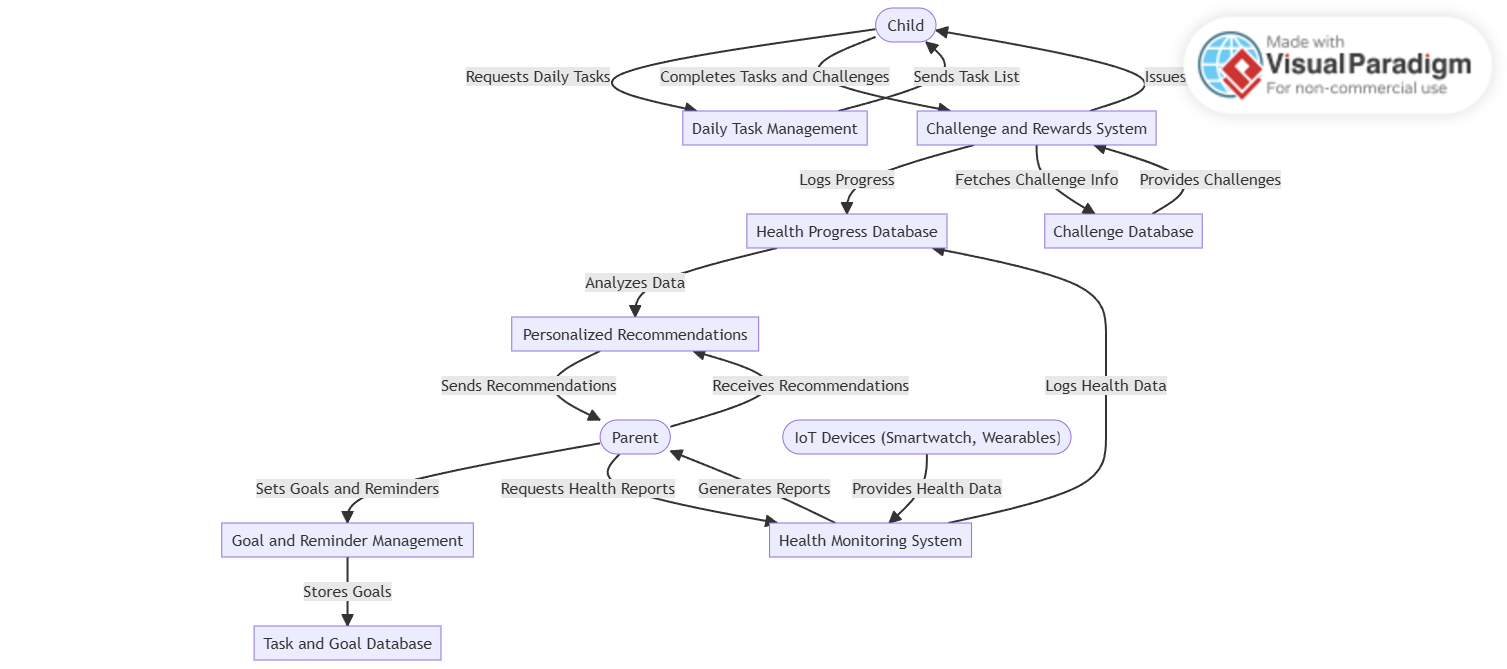 Child
Made with
Visual Paradigm
For non-commercial use
Requests Daily Tasks
Completes Tasks and Challenges
Sends Task List
Issues
Daily Task Management
Challenge and Rewards System
Logs Progress
Fetches Challenge Info
Provides Challenges
Health Progress Database
Challenge Database
Analyzes Data
Personalized Recommendations
Sends Recommendations
Receives Recommendations
Logs Health Data
Parent
IoT Devices (Smartwatch, Wearables)
Sets Goals and Reminders
Requests Health Reports
Generates Reports
Provides Health Data
Goal and Reminder Management
Health Monitoring System
Stores Goals
Task and Goal Database